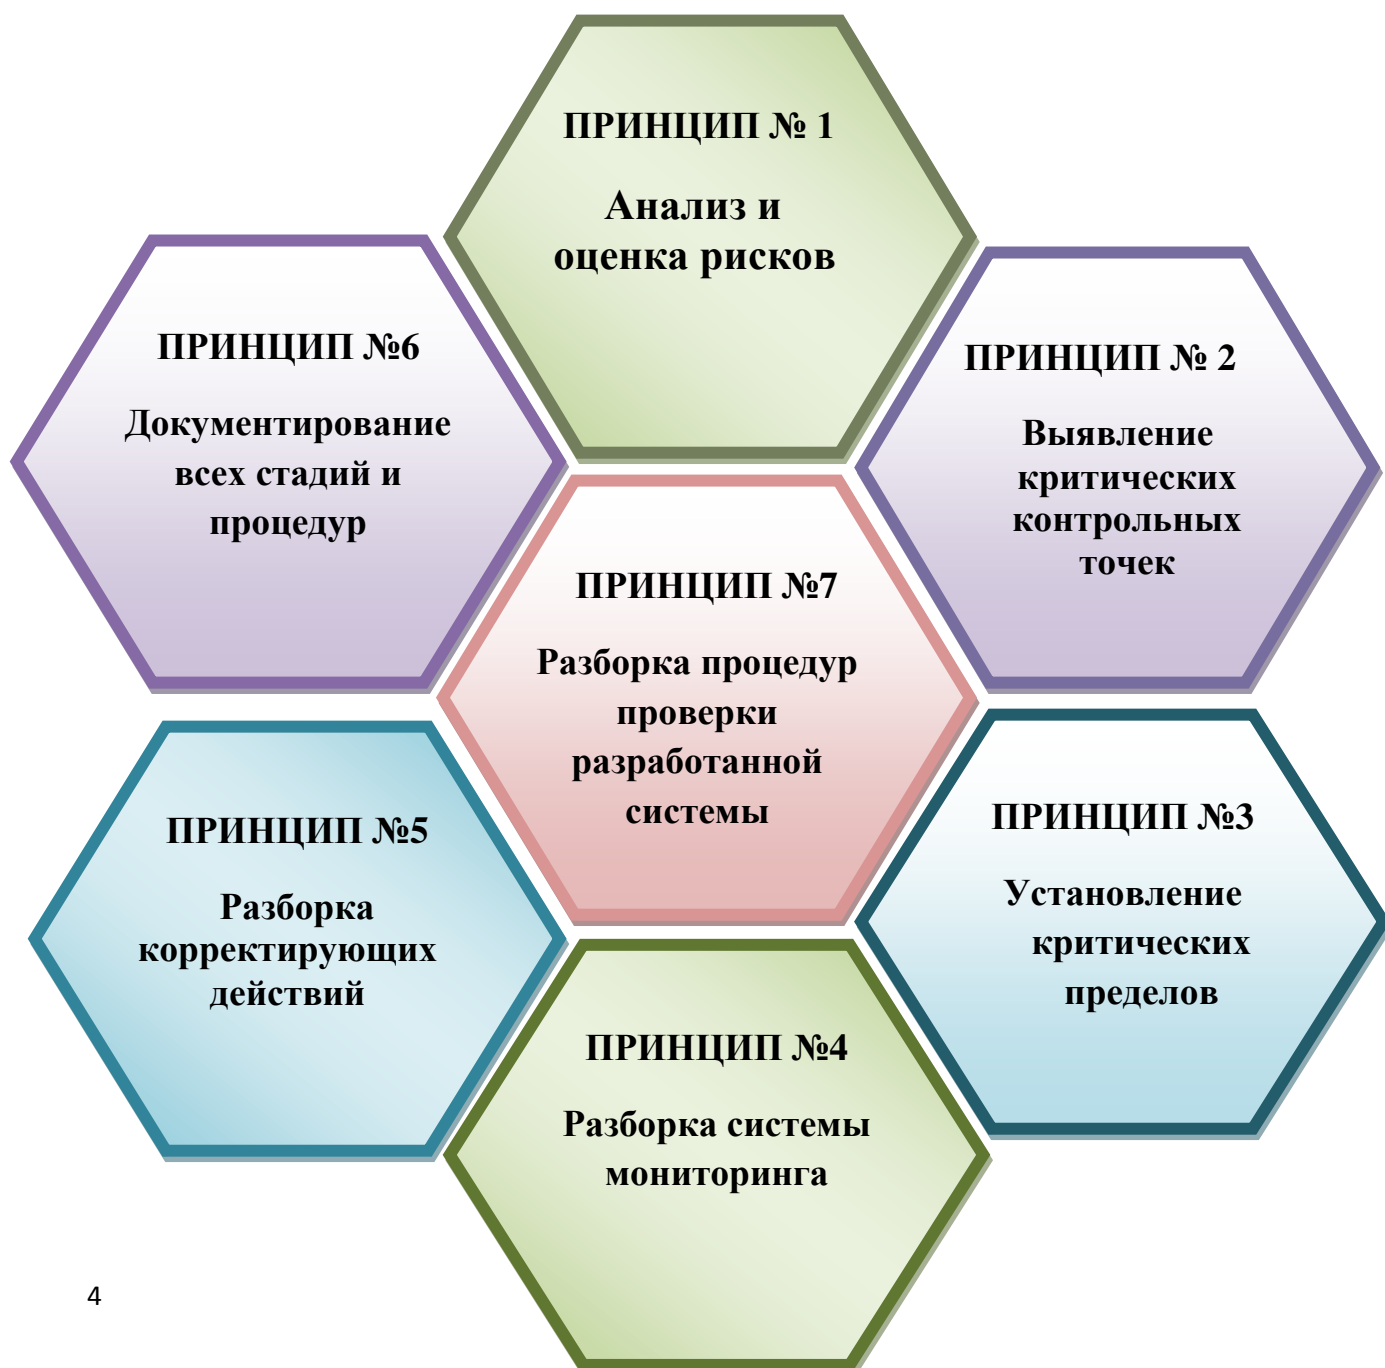 ПРИНЦИП № 1
Анализ и
оценка рисков
ПРИНЦИП № 2
Выявление
критических
контрольных
точек
ПРИНЦИП №3
Установление
критических
пределов
ПРИНЦИП №4
Разборка системы
мониторинга
ПРИНЦИП №5
Разборка
корректирующих
действий
ПРИНЦИП №6
Документирование
всех стадий и
процедур
ПРИНЦИП №7
Разборка процедур
проверки
разработанной
системы
4